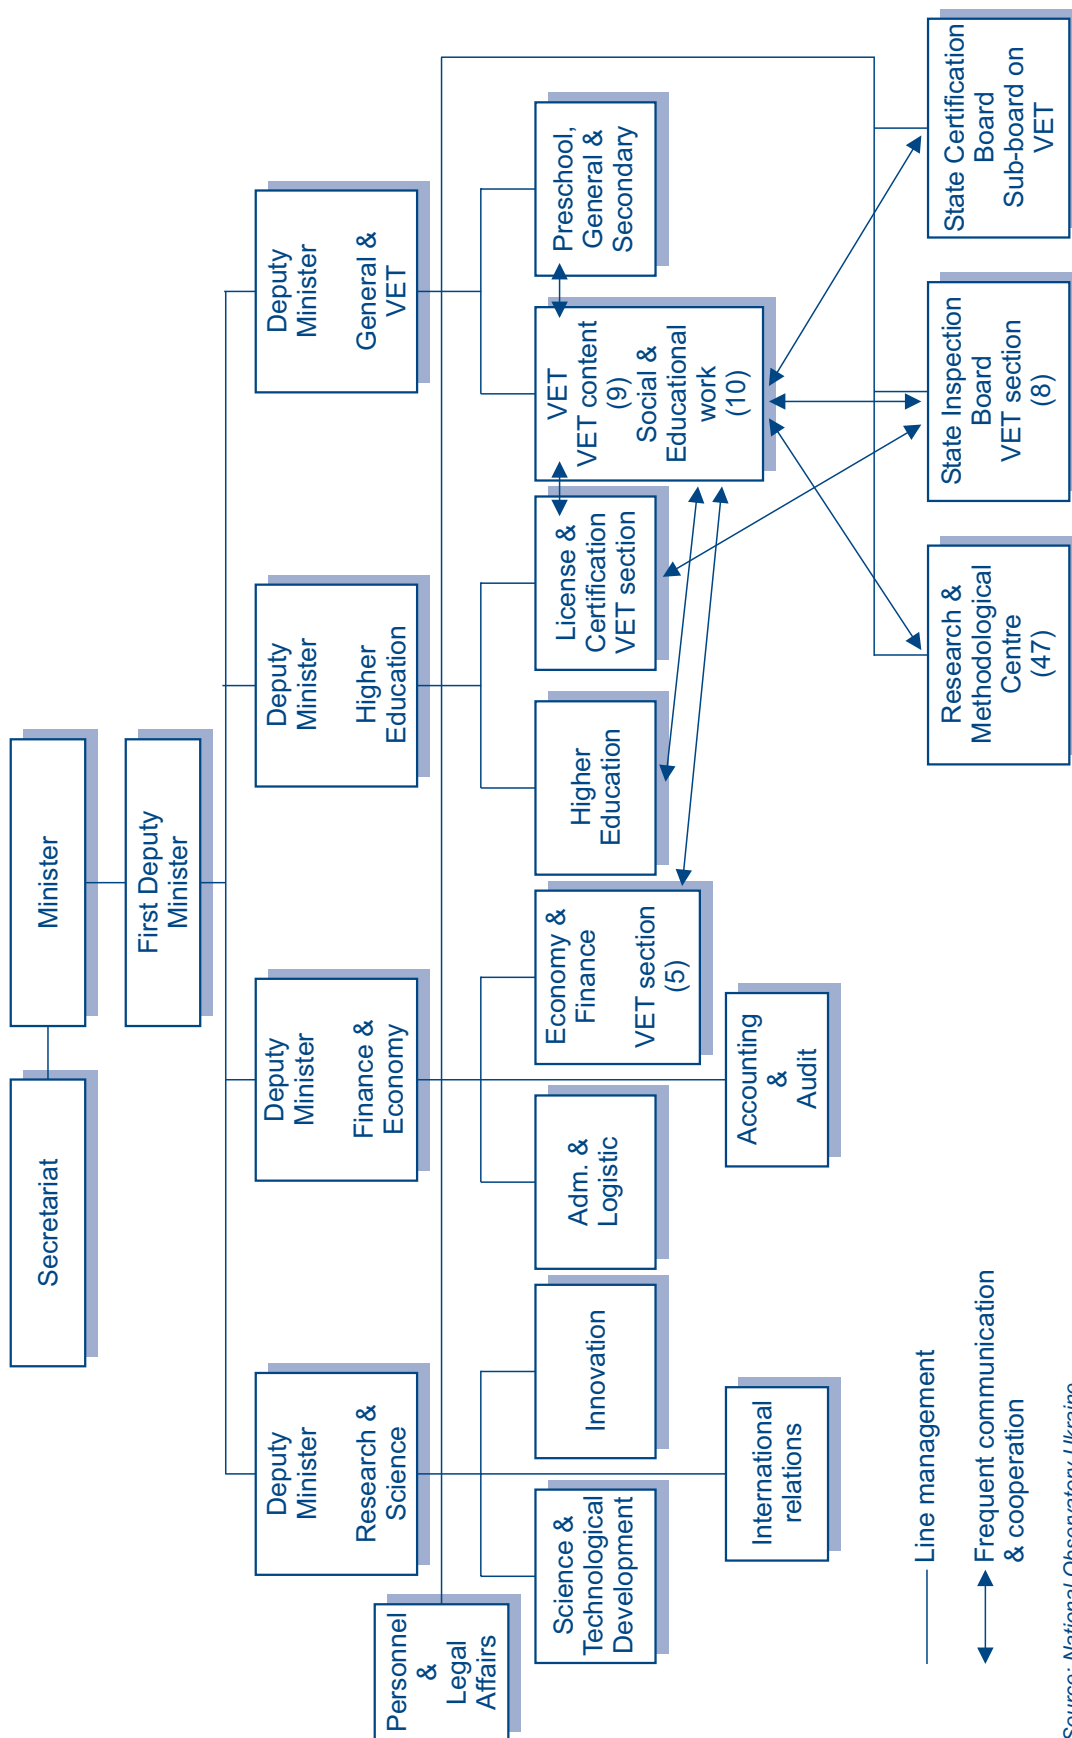 Secretariat
Minister
First Deputy
Minister
Deputy
Minister
Research &
Science
Deputy
Minister
Finance &
Economy
Deputy
Minister
Higher
Education
Deputy
Minister
General &
VET
Personnel
&
Legal
Affairs
Science &
Technological
Development
Innovation
Adm. &
Logistic
Economy &
Finance
VET section
(5)
Higher
Education
License &
Certification
VET section
VET
VET content
(9)
Social &
Educational
work
(10)
Preschool,
General &
Secondary
International
relations
Accounting
&
Audit
Research &
Methodological
Centre
(47)
State Inspection
Board
VET section
(8)
State Certification
Board
Sub-board on
VET
Line management
Frequent communication
& cooperation
Source: National Observatory Ukraine